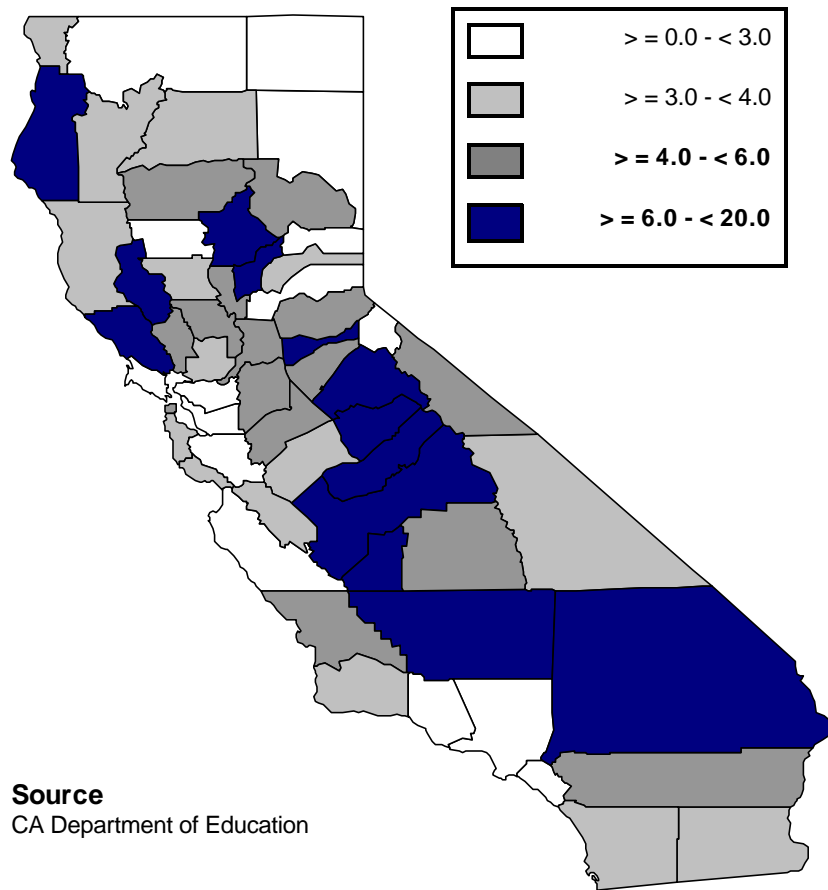 > = 0.0 - < 3.0
> = 3.0 - < 4.0
> = 4.0 - < 6.0
> = 6.0 - < 20.0
Source
CA Department of Education